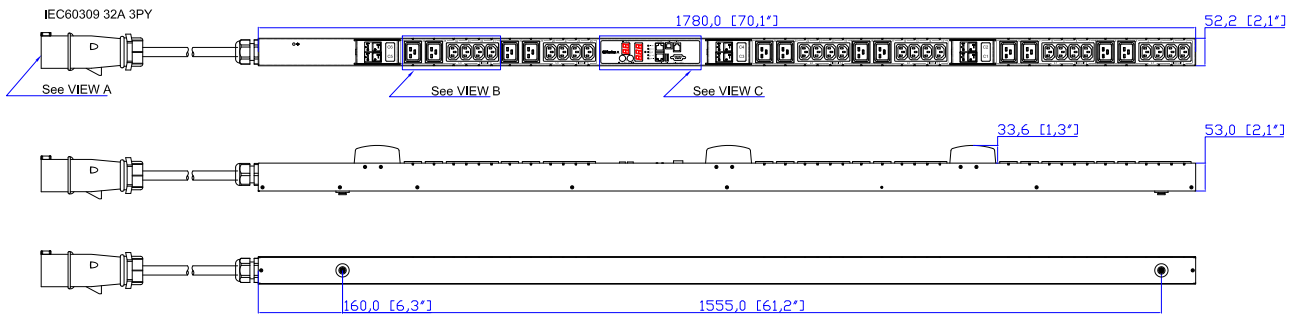 IEC60309 32A 3PY
1780,0 [70,1"]
52,2 [2,1"]
See VIEW A
See VIEW B
See VIEW C
33,6 [1,3"]
53,0 [2,1"]
160,0 [6,3"]
1555,0 [61,2"]